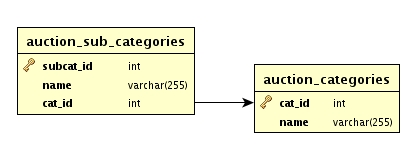 auction_sub_categories
subcat_id int
name varchar(255)
cat_id int
auction_categories
cat_id int
name varchar(255)